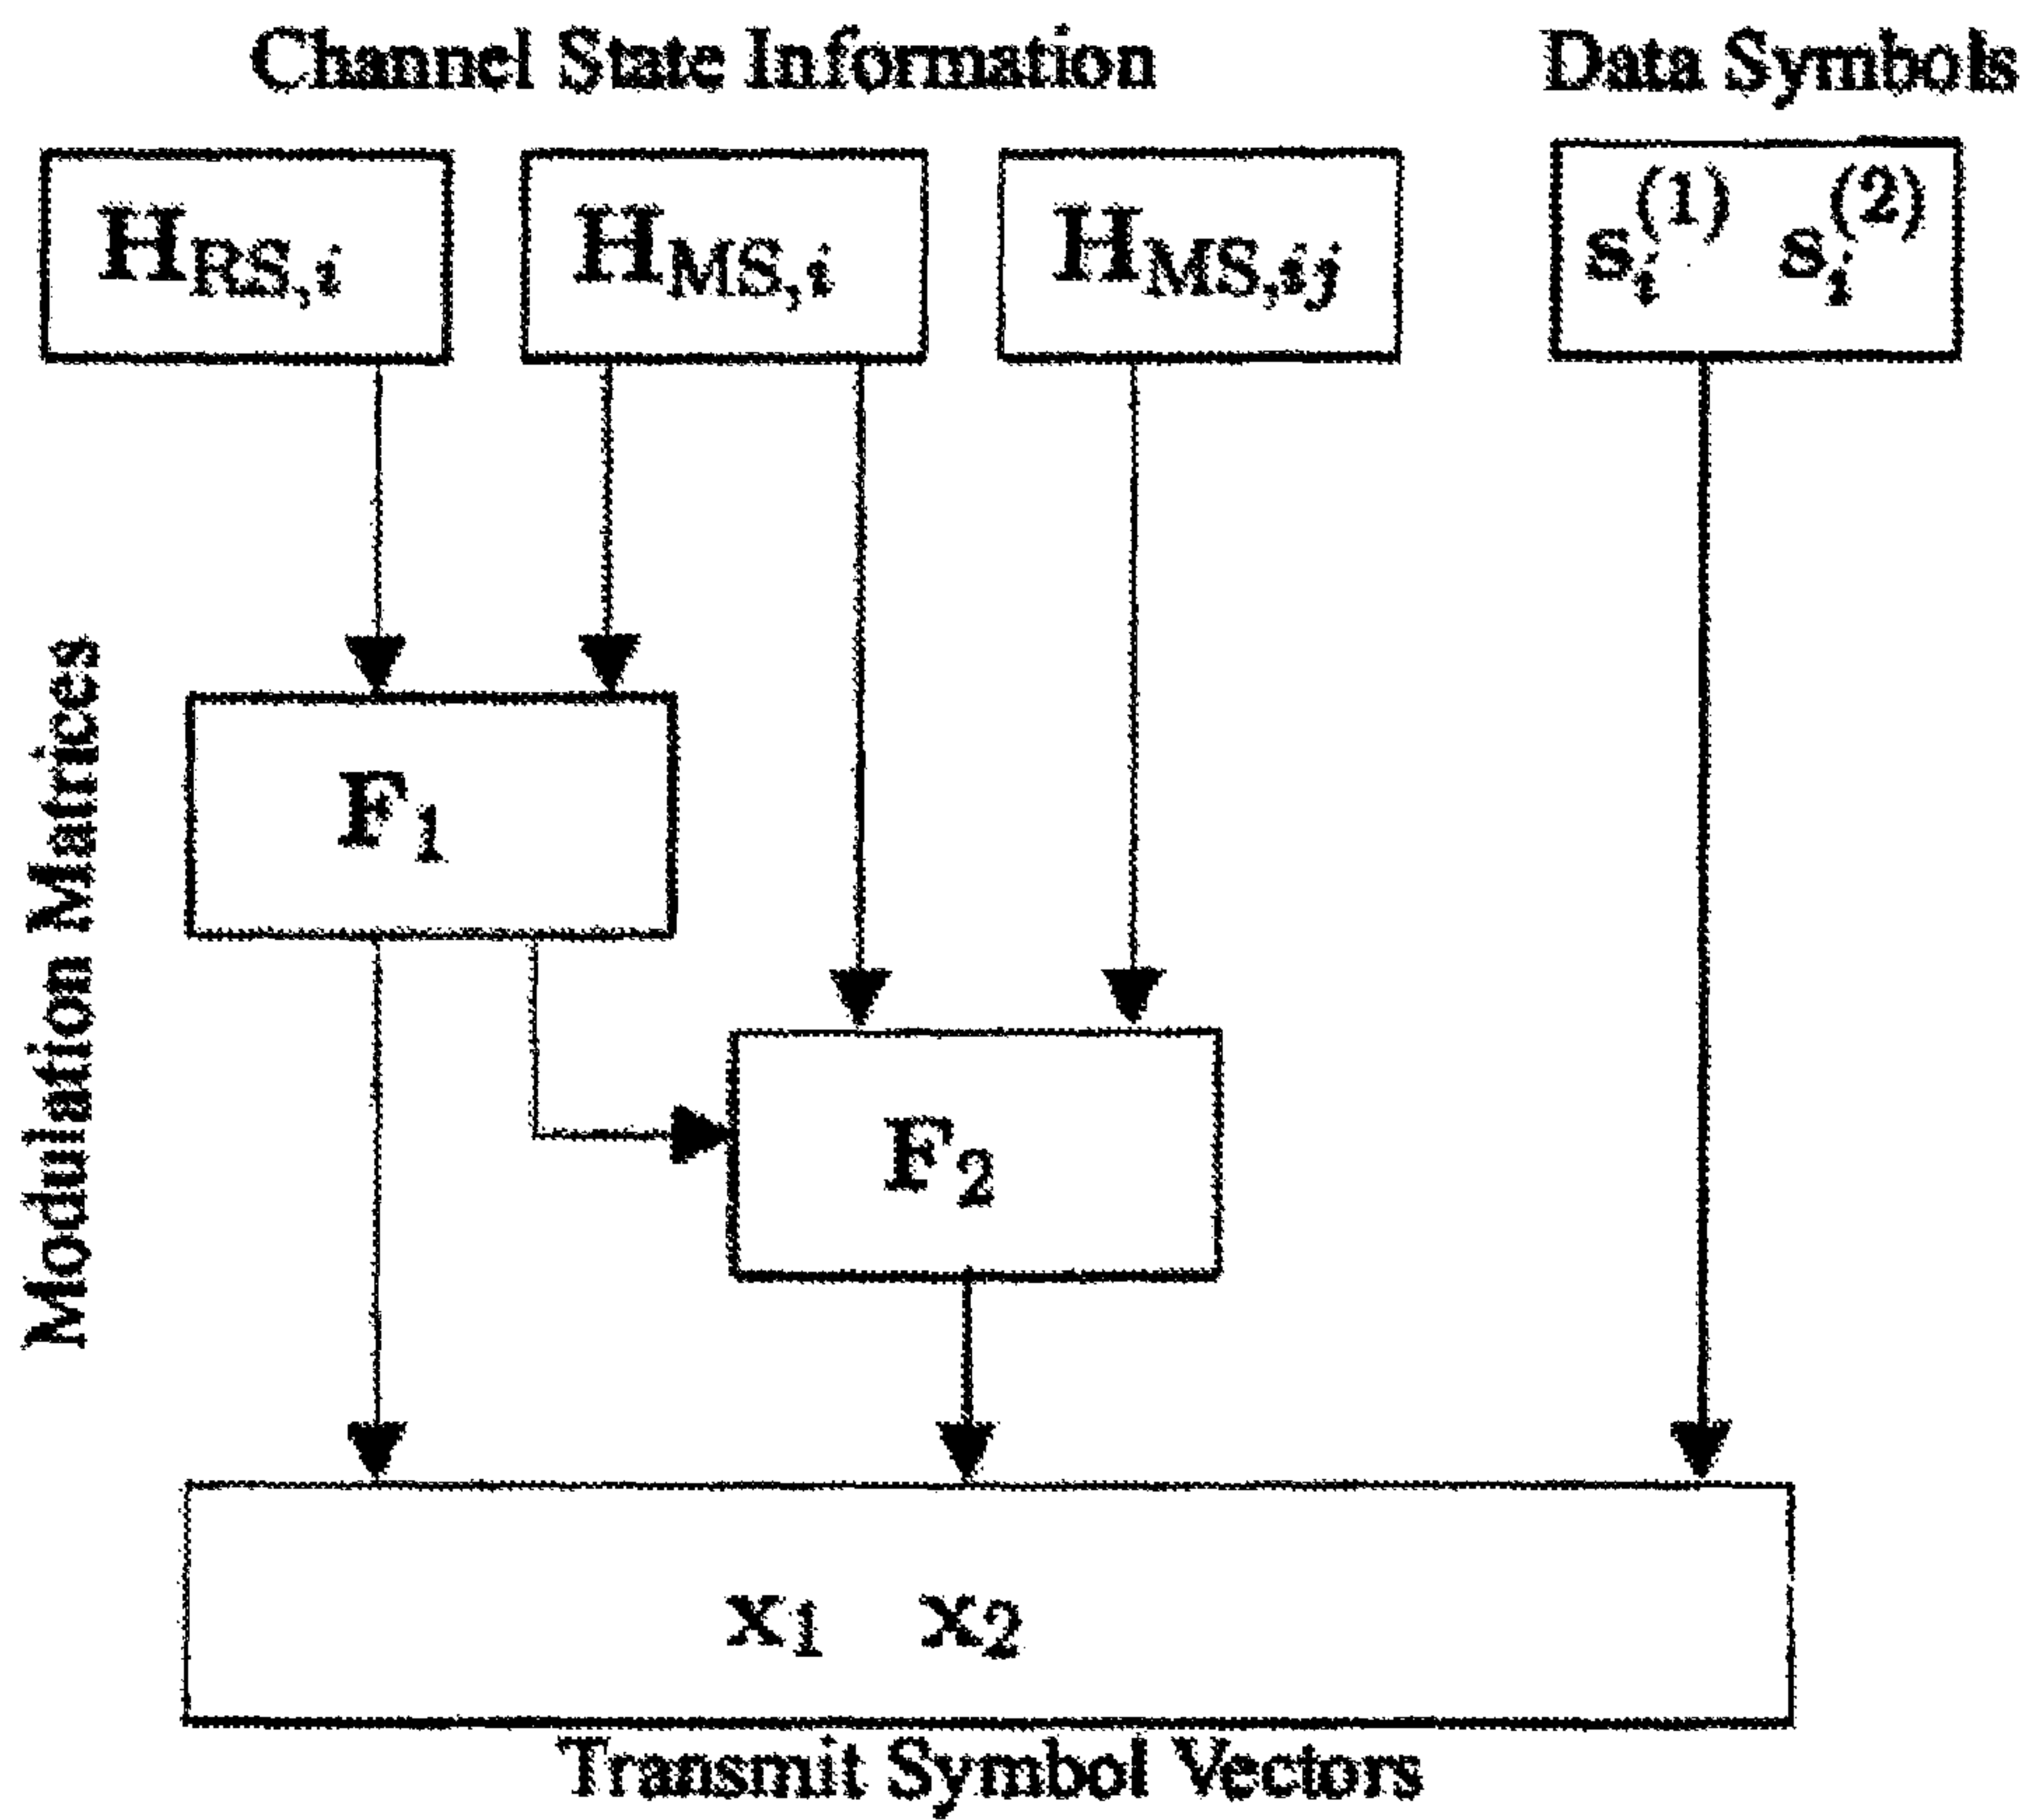 Channel State Information Data Symbols
H_RS,i H_MS,i H_MS,ij s_i^(1) s_i^(2)
Modulation Matrices
F_1
F_2
x_1 x_2
Transmit Symbol Vectors